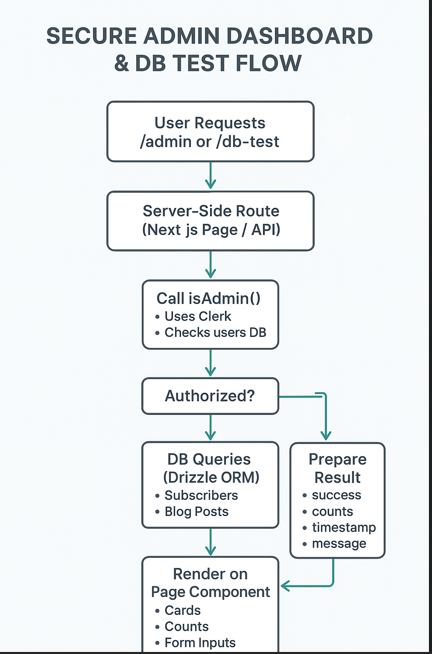 SECURE ADMIN DASHBOARD
& DB TEST FLOW
User Requests
/admin or /db-test
Server-Side Route
(Next js Page / API)
Call isAdmin()
• Uses Clerk
• Checks users DB
Authorized?
DB Queries
(Drizzle ORM)
• Subscribers
• Blog Posts
Prepare
Result
• success
• counts
• timestamp
• message
Render on
Page Component
• Cards
• Counts
• Form Inputs